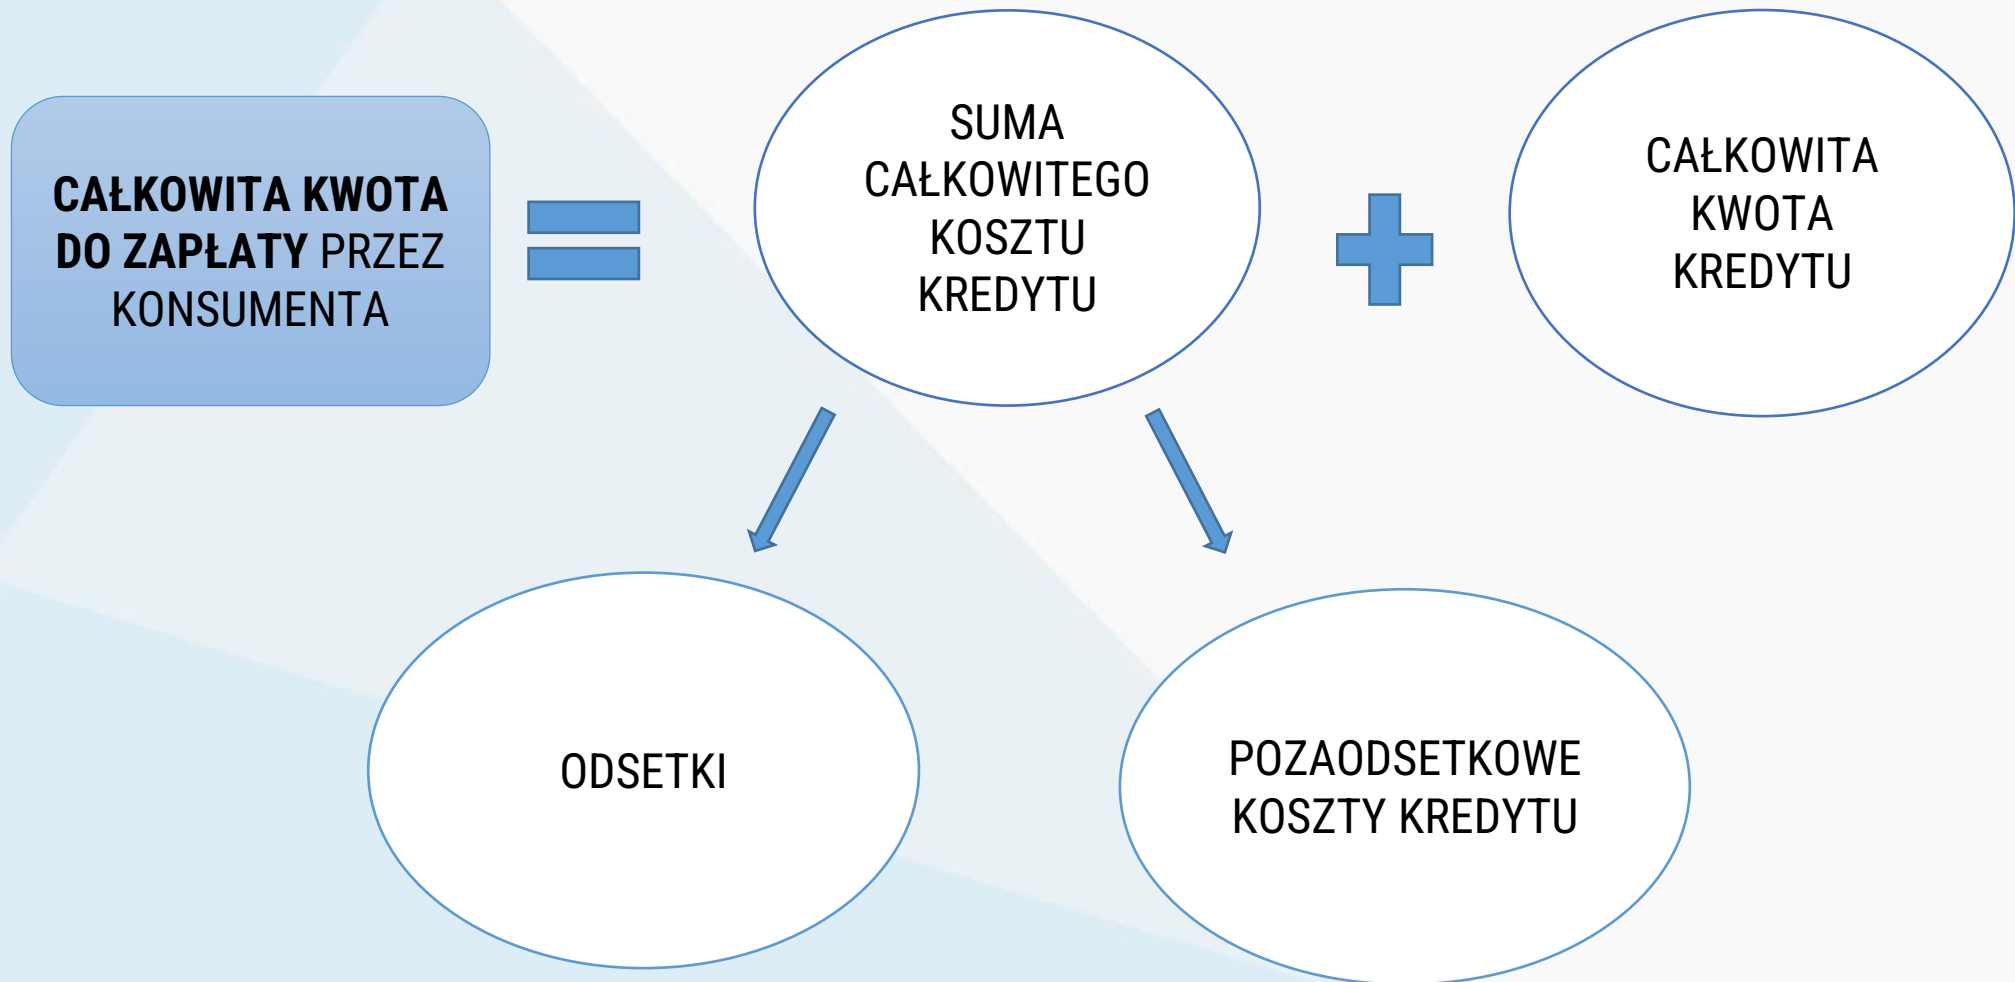 CAŁKOWITA KWOTA
DO ZAPŁATY PRZEZ
KONSUMENTA
SUMA
CAŁKOWITEGO
KOSZTU
KREDYTU
CAŁKOWITA
KWOTA
KREDYTU
ODSETKI
POZAODSETKOWE
KOSZTY KREDYTU